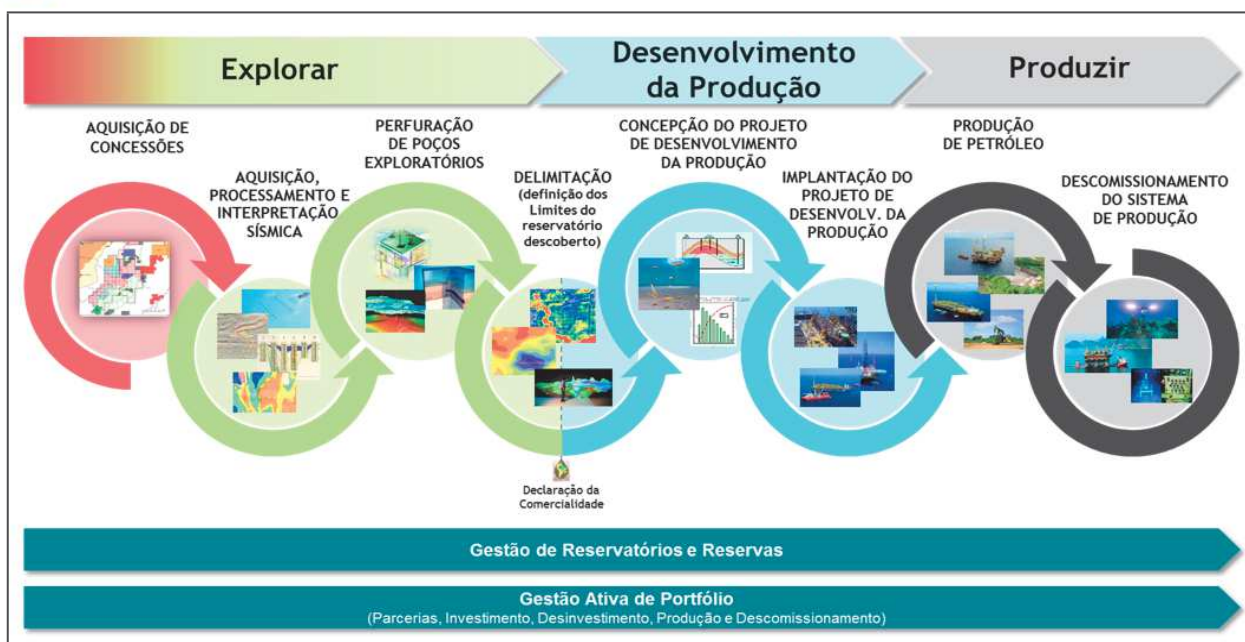 Explorar
Desenvolvimento
da Produção
Produzir
AQUISIÇÃO DE
CONCESSÕES
AQUISIÇÃO,
PROCESSAMENTO E
INTERPRETAÇÃO
SÍSMICA
PERFURAÇÃO
DE POÇOS
EXPLORATÓRIOS
DELIMITAÇÃO
(definição dos
Limites do
reservatório
descoberto)
CONCEPÇÃO DO PROJETO
DE DESENVOLVIMENTO
DA PRODUÇÃO
IMPLANTAÇÃO DO
PROJETO DE
DESENVOLV. DA
PRODUÇÃO
PRODUÇÃO
DE PETRÓLEO
DESCOMISSIONAMENTO
DO SISTEMA
DE PRODUÇÃO
Declaração da
Comercialidade
Gestão de Reservatórios e Reservas
Gestão Ativa de Portfólio
(Parcerias, Investimento, Desinvestimento, Produção e Descomissionamento)